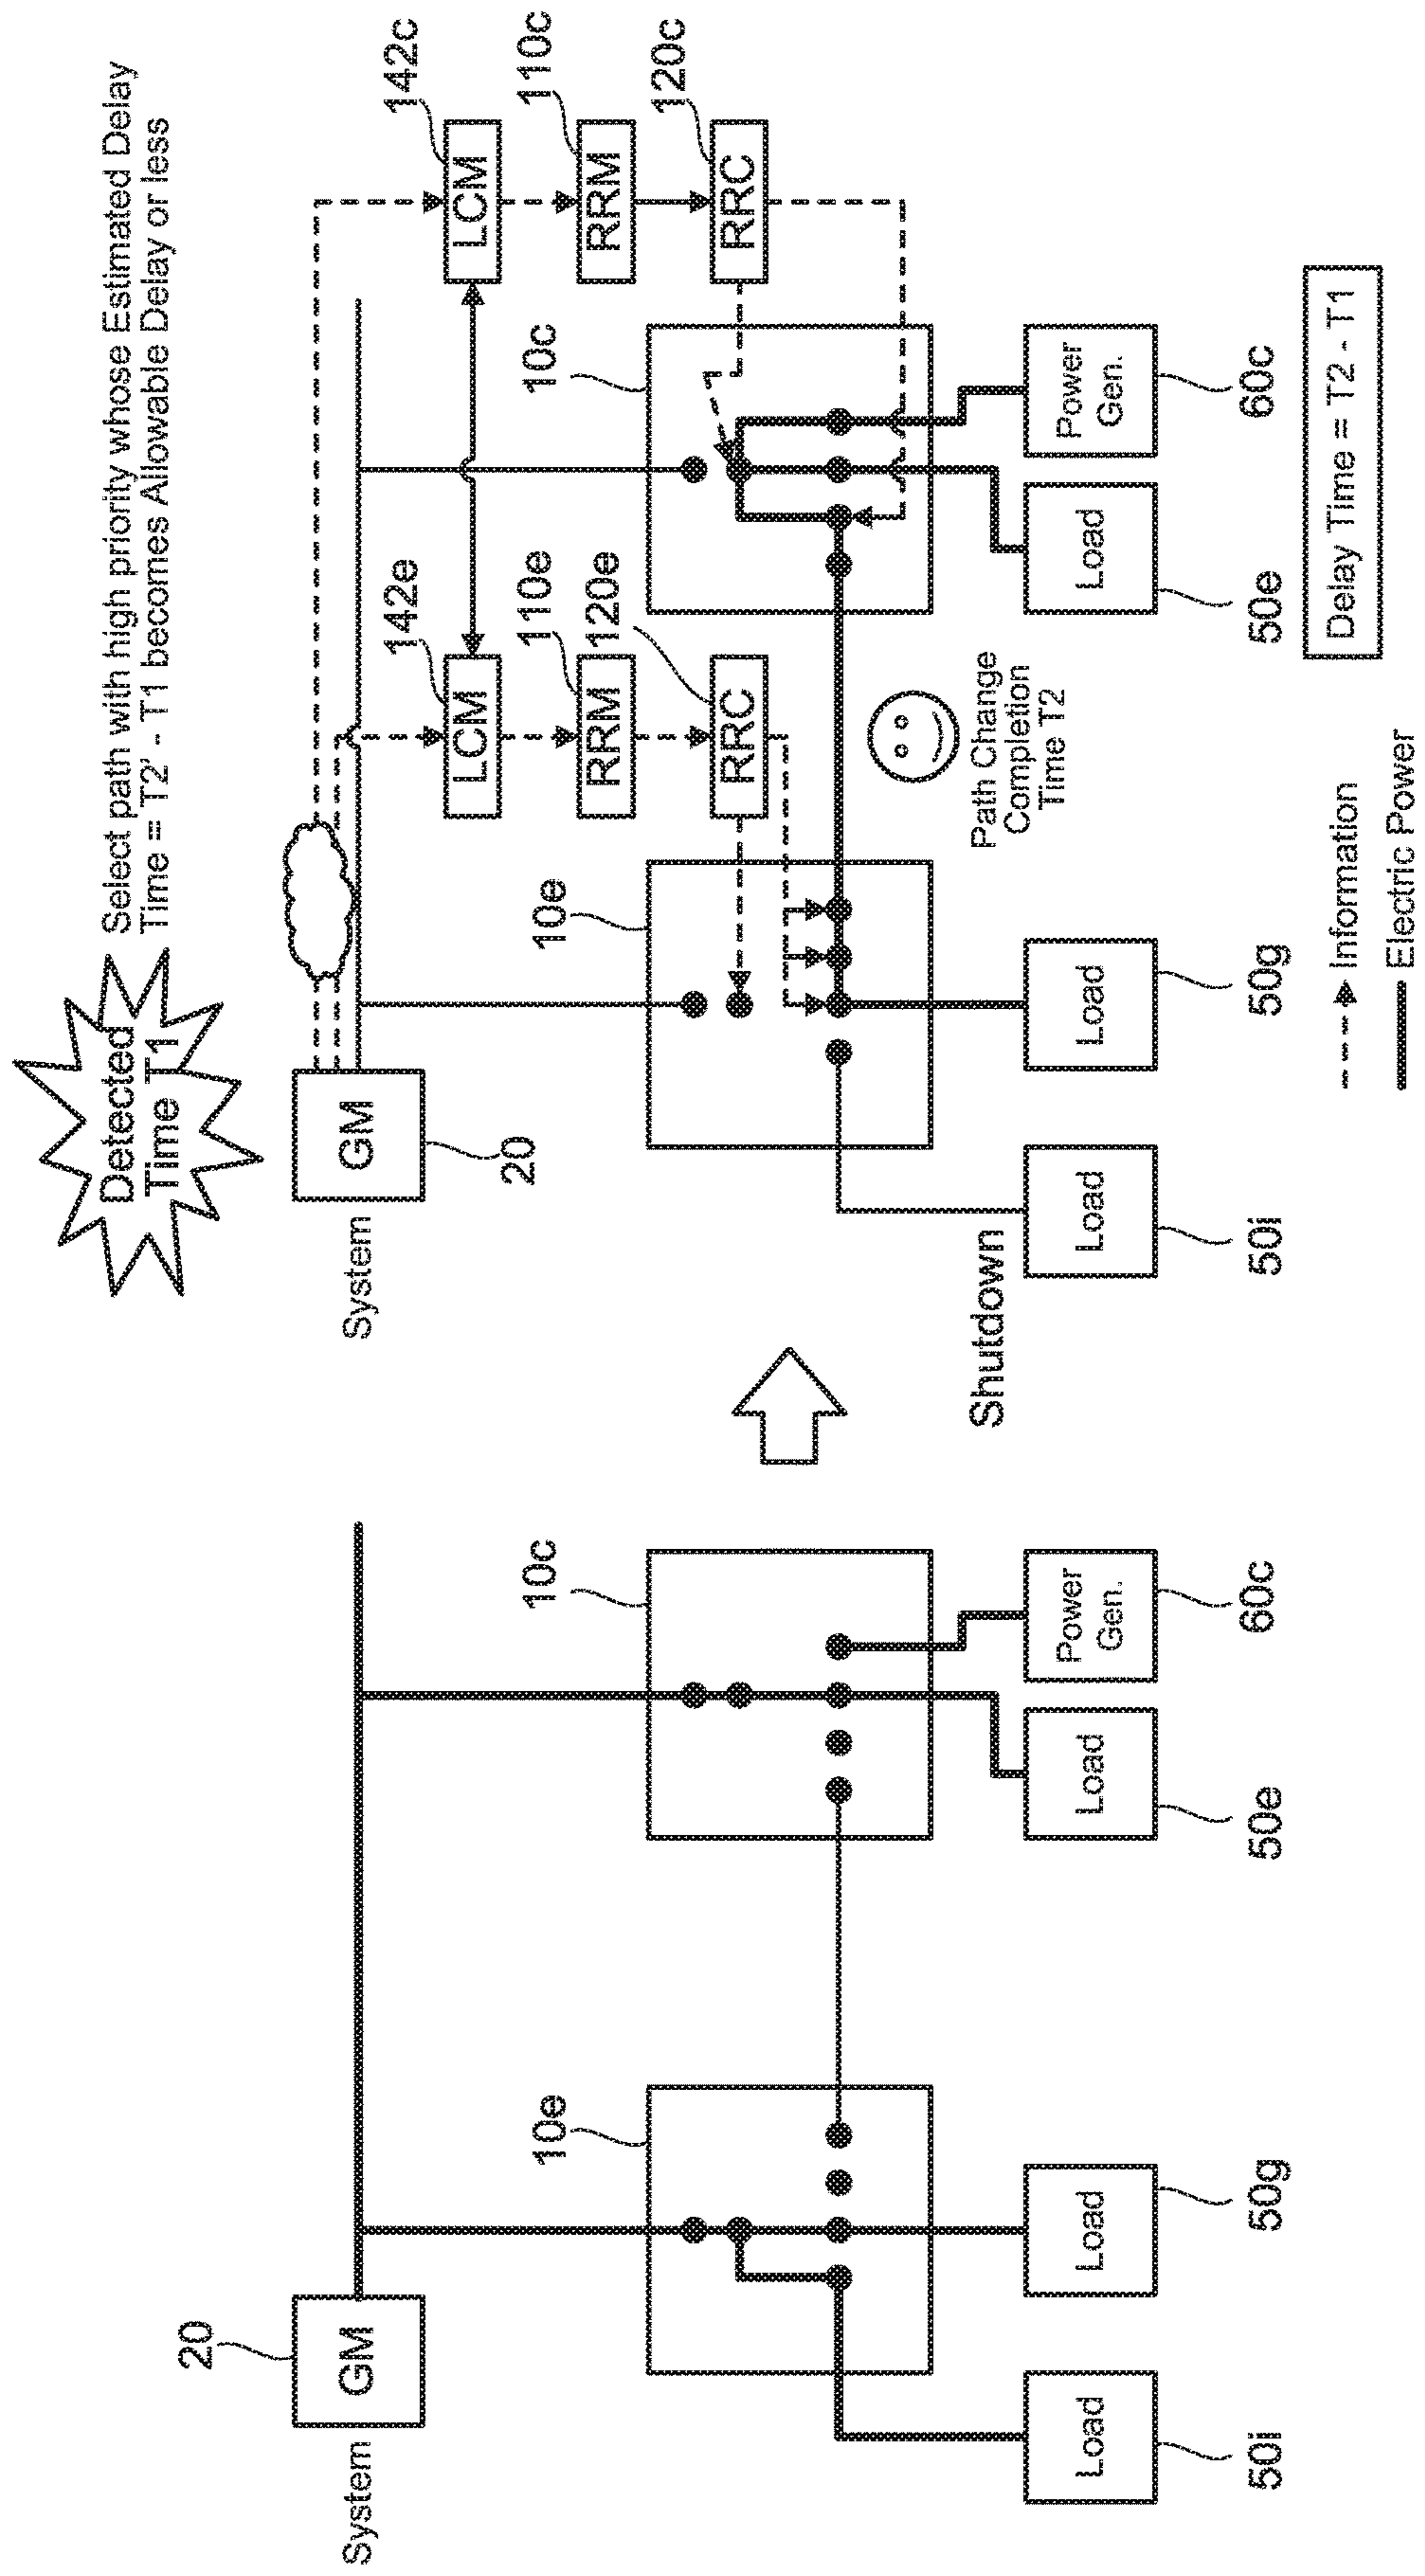 20
GM
System
10e
10c
Load
Load
Load
Power
Gen.
50i
50g
50e
60c
Detected
Time T1
Select path with high priority whose Estimated Delay
Time = T2' - T1 becomes Allowable Delay or less
GM
System
20
LCM
142e
LCM
142c
RRM
110e
RRM
110c
RRC
120e
RRC
120c
10e
10c
Path Change
Completion
Time T2
Shutdown
Load
Load
Load
Power
Gen.
50i
50g
50e
60c
Information
Electric Power
Delay Time = T2 - T1